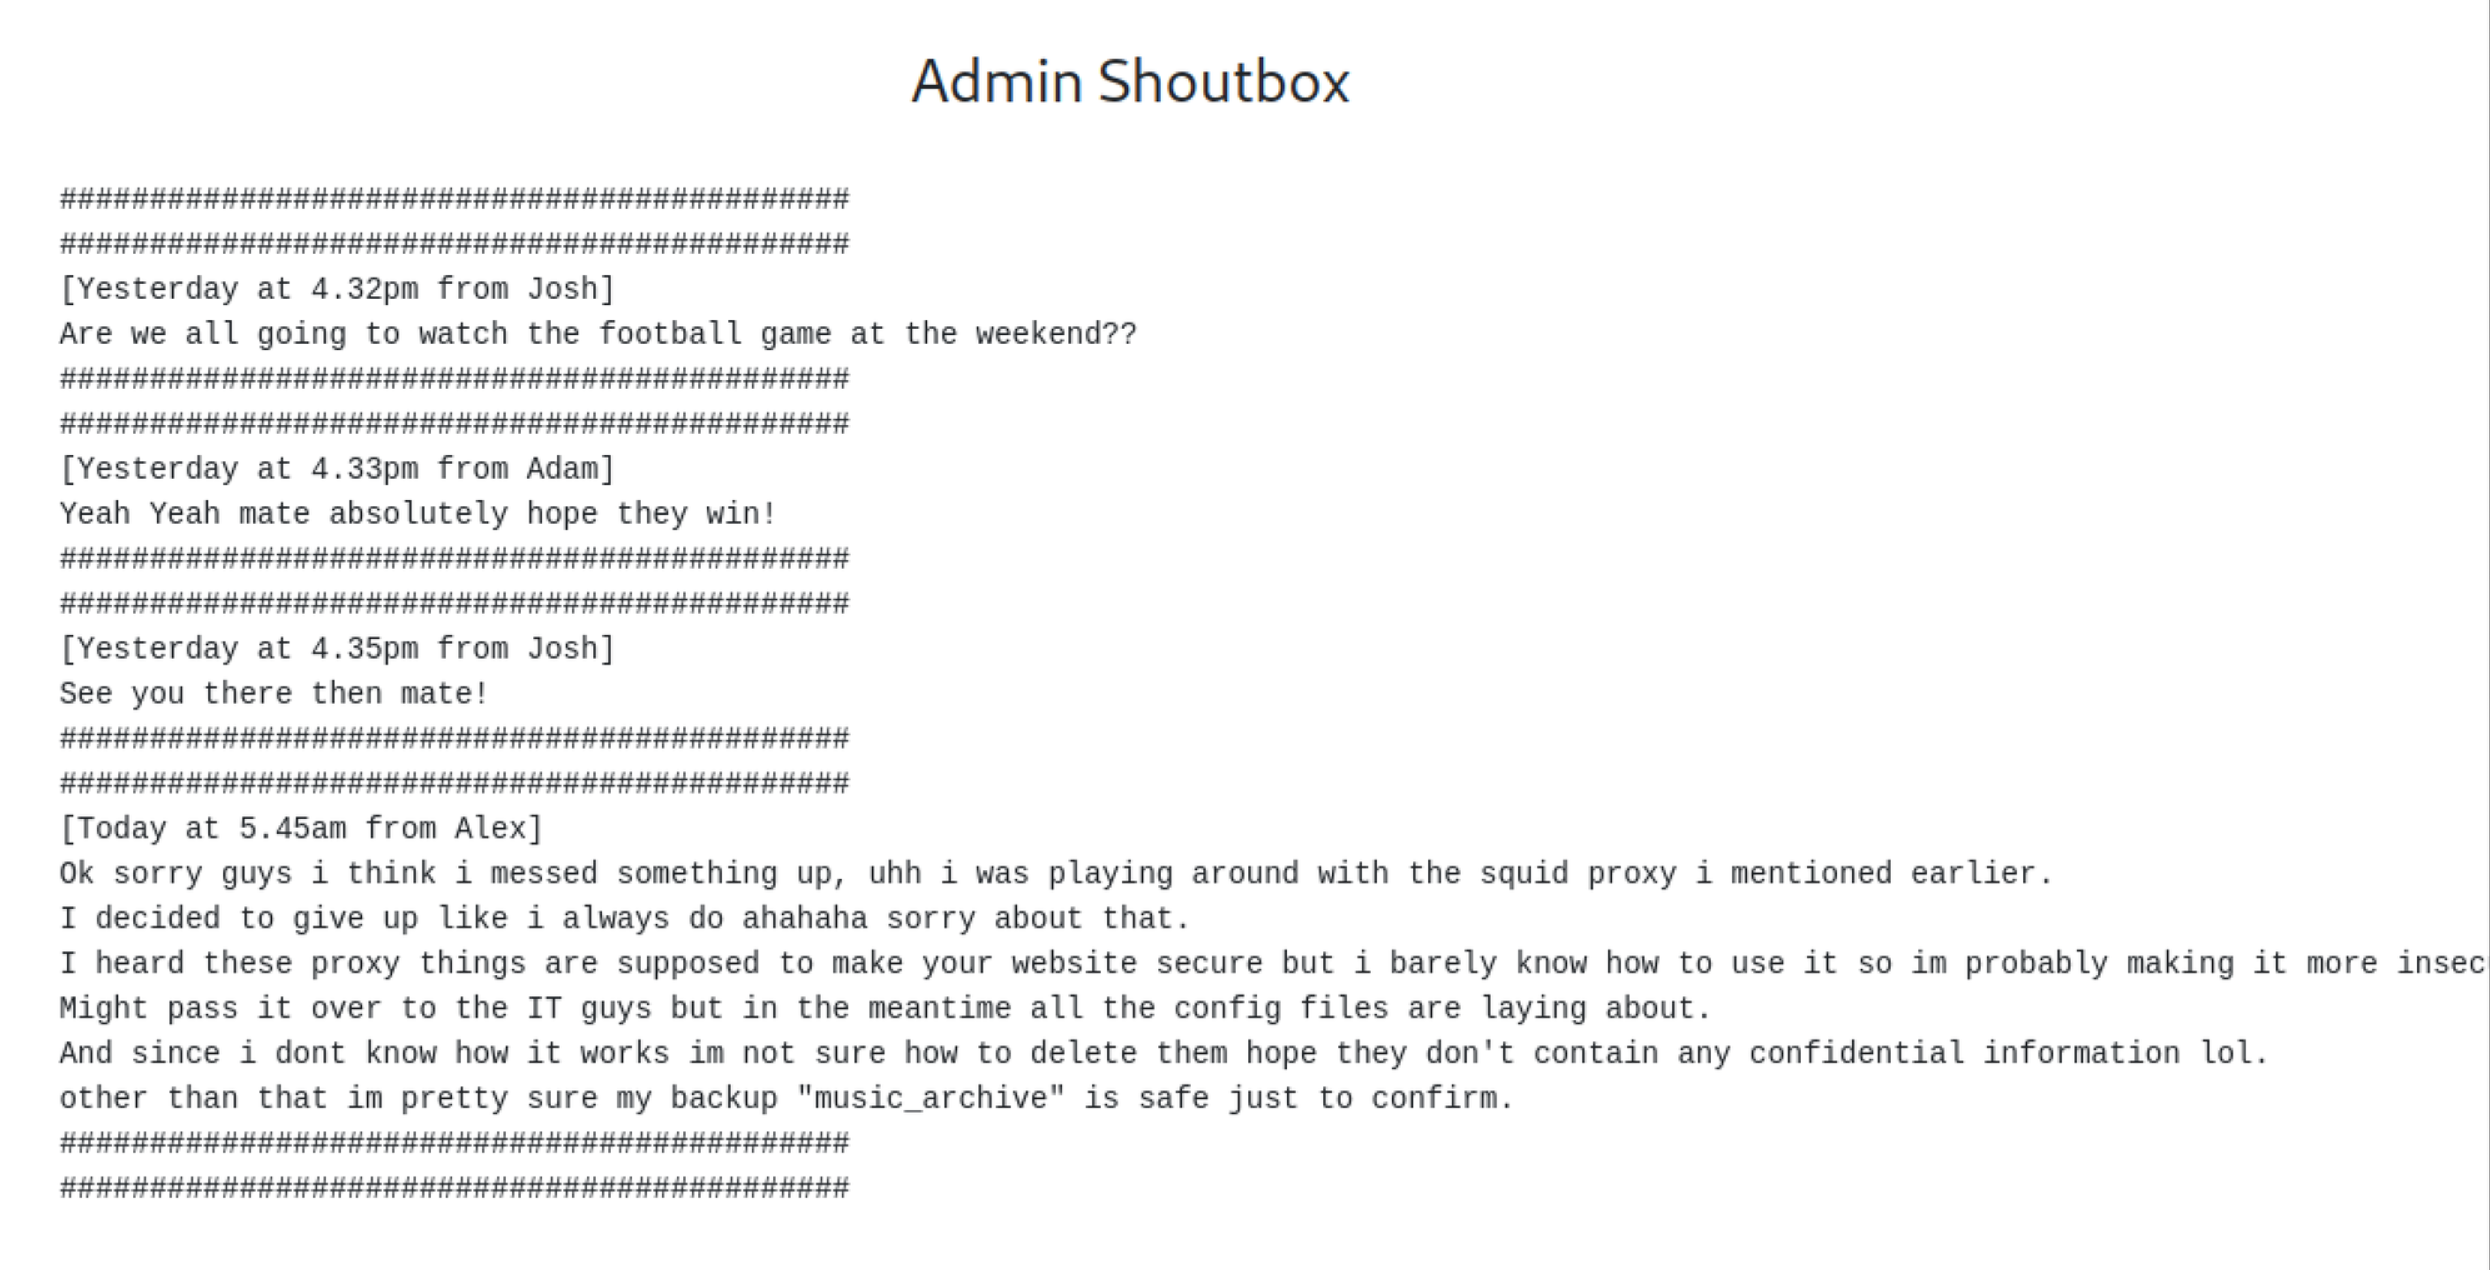 Admin Shoutbox
############################################
############################################
[Yesterday at 4.32pm from Josh]
Are we all going to watch the football game at the weekend??
############################################
############################################
[Yesterday at 4.33pm from Adam]
Yeah Yeah mate absolutely hope they win!
############################################
############################################
[Yesterday at 4.35pm from Josh]
See you there then mate!
############################################
############################################
[Today at 5.45am from Alex]
Ok sorry guys i think i messed something up, uhh i was playing around with the squid proxy i mentioned earlier.
I decided to give up like i always do ahahaha sorry about that.
I heard these proxy things are supposed to make your website secure but i barely know how to use it so im probably making it more
Might pass it over to the IT guys but in the meantime all the config files are laying about.
And since i dont know how it works im not sure how to delete them hope they don't contain any confidential information lol.
other than that im pretty sure my backup "music_archive" is safe just to confirm.
############################################
############################################